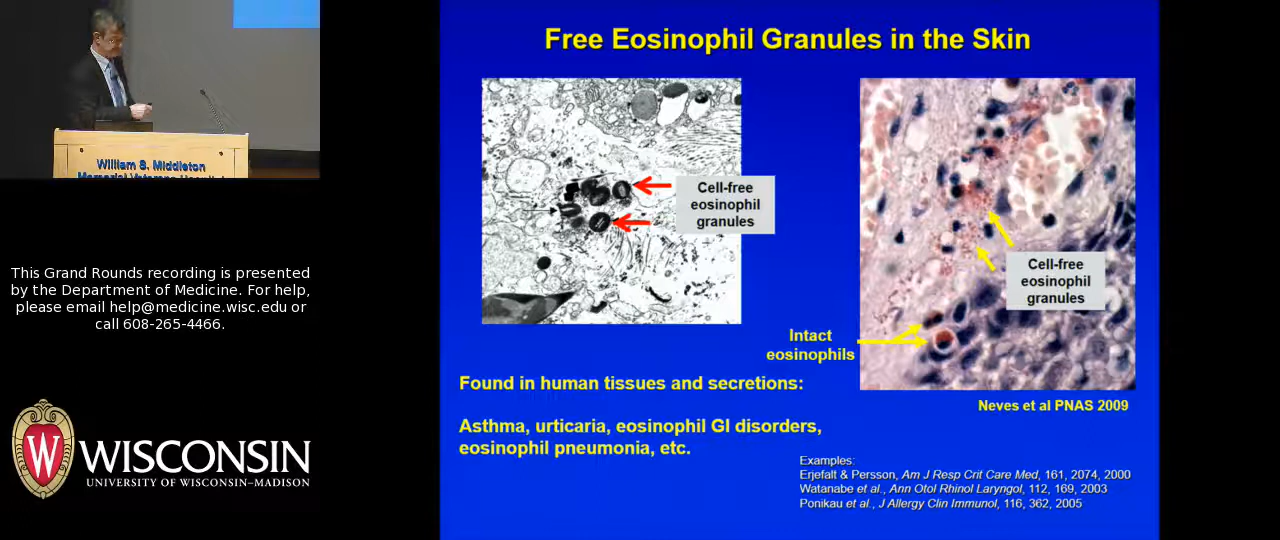 Free Eosinophil Granules in the Skin
William S. Middleton
Memorial Veterans Hospital
Cell-free
eosinophil
granules
Cell-free
eosinophil
granules
Intact
eosinophils
This Grand Rounds recording is presented
by the Department of Medicine. For help,
please email help@medicine.wisc.edu or
call 608-265-4466.
Found in human tissues and secretions:
Neves et al PNAS 2009
Asthma, urticaria, eosinophil GI disorders,
eosinophil pneumonia, etc.
Examples:
Erjefalt & Persson, Am J Resp Crit Care Med, 161, 2074, 2000
Watanabe et al., Ann Otol Rhinol Laryngol, 112, 169, 2003
Ponikau et al., J Allergy Clin Immunol, 116, 362, 2005
W
WISCONSIN
UNIVERSITY OF WISCONSIN–MADISON